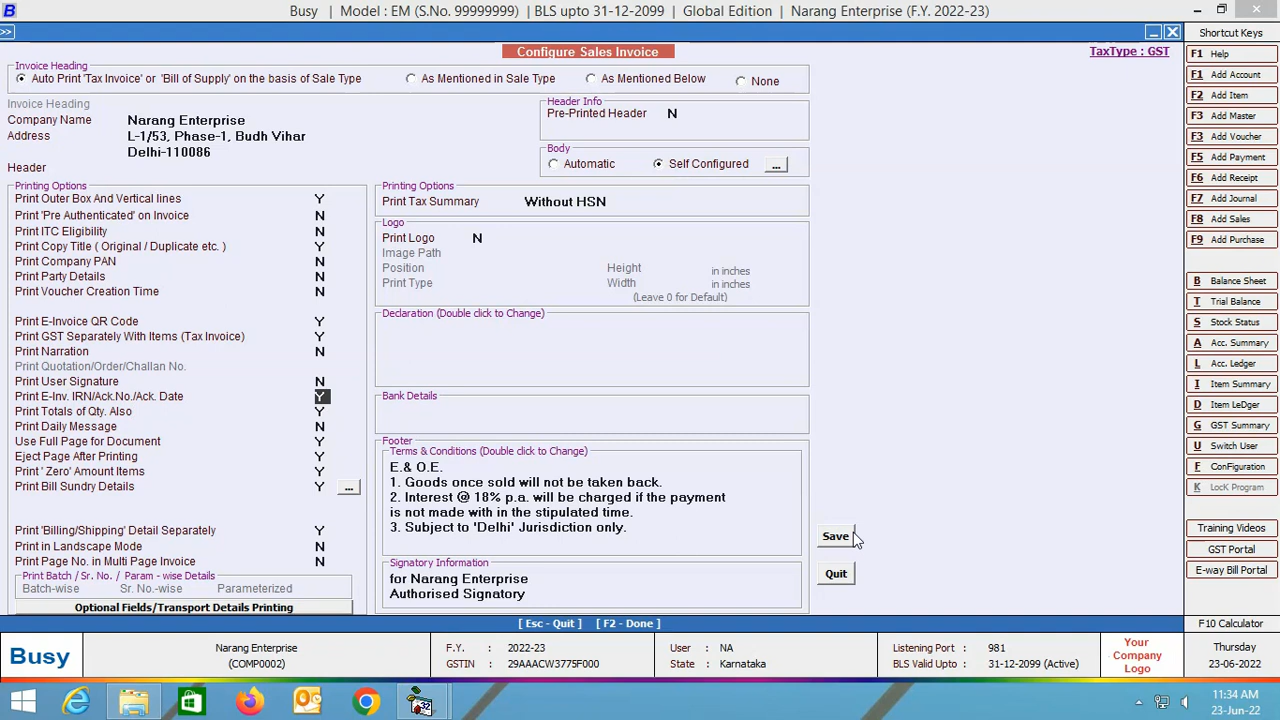 Busy | Model : EM (S.No. 99999999) | BLS upto 31-12-2099 | Global Edition | Narang Enterprise (F.Y. 2022-23)
>>
Configure Sales Invoice
TaxType : GST
Invoice Heading
Auto Print 'Tax Invoice' or 'Bill of Supply' on the basis of Sale Type
As Mentioned in Sale Type
As Mentioned Below
None
Invoice Heading
Company Name Narang Enterprise
Address L-1/53, Phase-1, Budh Vihar
Delhi-110086
Header
Header Info
Pre-Printed Header N
Body
Automatic
Self Configured
...
Printing Options
Print Outer Box And Vertical lines Y
Print 'Pre Authenticated' on Invoice N
Print ITC Eligibility N
Print Copy Title ( Original / Duplicate etc. ) Y
Print Company PAN N
Print Party Details N
Print Voucher Creation Time N
Print E-Invoice QR Code Y
Print GST Separately With Items (Tax Invoice) Y
Print Narration N
Print Quotation/Order/Challan No.
Print User Signature N
Print E-Inv. IRN/Ack.No./Ack. Date Y
Print Totals of Qty. Also Y
Print Daily Message N
Use Full Page for Document Y
Eject Page After Printing Y
Print ' Zero' Amount Items Y
Print Bill Sundry Details Y ...
Print 'Billing/Shipping' Detail Separately Y
Print in Landscape Mode N
Print Page No. in Multi Page Invoice N
Print Batch / Sr. No. / Param - wise Details
Batch-wise Sr. No.-wise Parameterized
Optional Fields/Transport Details Printing
Printing Options
Print Tax Summary Without HSN
Logo
Print Logo N
Image Path
Position Height in inches
Print Type Width in inches
(Leave 0 for Default)
Declaration (Double click to Change)
Bank Details
Footer
Terms & Conditions (Double click to Change)
E.& O.E.
1. Goods once sold will not be taken back.
2. Interest @ 18% p.a. will be charged if the payment
is not made with in the stipulated time.
3. Subject to 'Delhi' Jurisdiction only.
Signatory Information
for Narang Enterprise
Authorised Signatory
Save
Quit
[ Esc - Quit ] [ F2 - Done ]
Shortcut Keys
F1 Help
F1 Add Account
F2 Add Item
F3 Add Master
F3 Add Voucher
F5 Add Payment
F6 Add Receipt
F7 Add Journal
F8 Add Sales
F9 Add Purchase
B Balance Sheet
T Trial Balance
S Stock Status
A Acc. Summary
L Acc. Ledger
I Item Summary
D Item LeDger
G GST Summary
U Switch User
F ConFiguration
K LocK Program
Training Videos
GST Portal
E-way Bill Portal
F10 Calculator
Busy
Narang Enterprise
(COMP0002)
F.Y. : 2022-23
GSTIN : 29AAACW3775F000
User : NA
State : Karnataka
Listening Port : 981
BLS Valid Upto : 31-12-2099 (Active)
Your
Company
Logo
Thursday
23-06-2022
32
11:34 AM
23-Jun-22